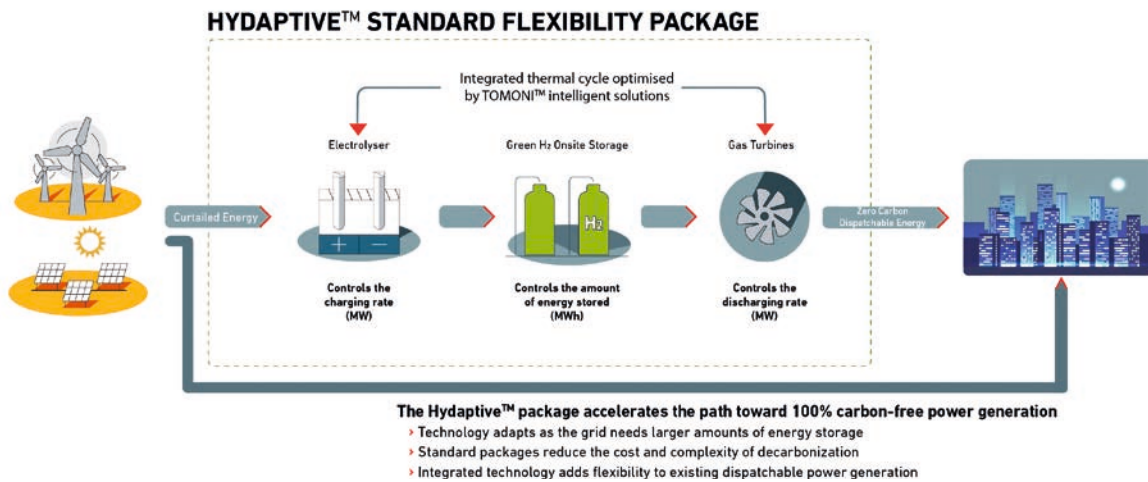 HYDAPTIVE™ STANDARD FLEXIBILITY PACKAGE
Integrated thermal cycle optimised
by TOMONI™ intelligent solutions
Electrolyser
Green H₂ Onsite Storage
Gas Turbines
Curtailed Energy
+ −
H₂
Zero Carbon
Dispatchable Energy
Controls the
charging rate
(MW)
Controls the amount
of energy stored
(MWh)
Controls the
discharging rate
(MW)
The Hydaptive™ package accelerates the path toward 100% carbon-free power generation
› Technology adapts as the grid needs larger amounts of energy storage
› Standard packages reduce the cost and complexity of decarbonization
› Integrated technology adds flexibility to existing dispatchable power generation